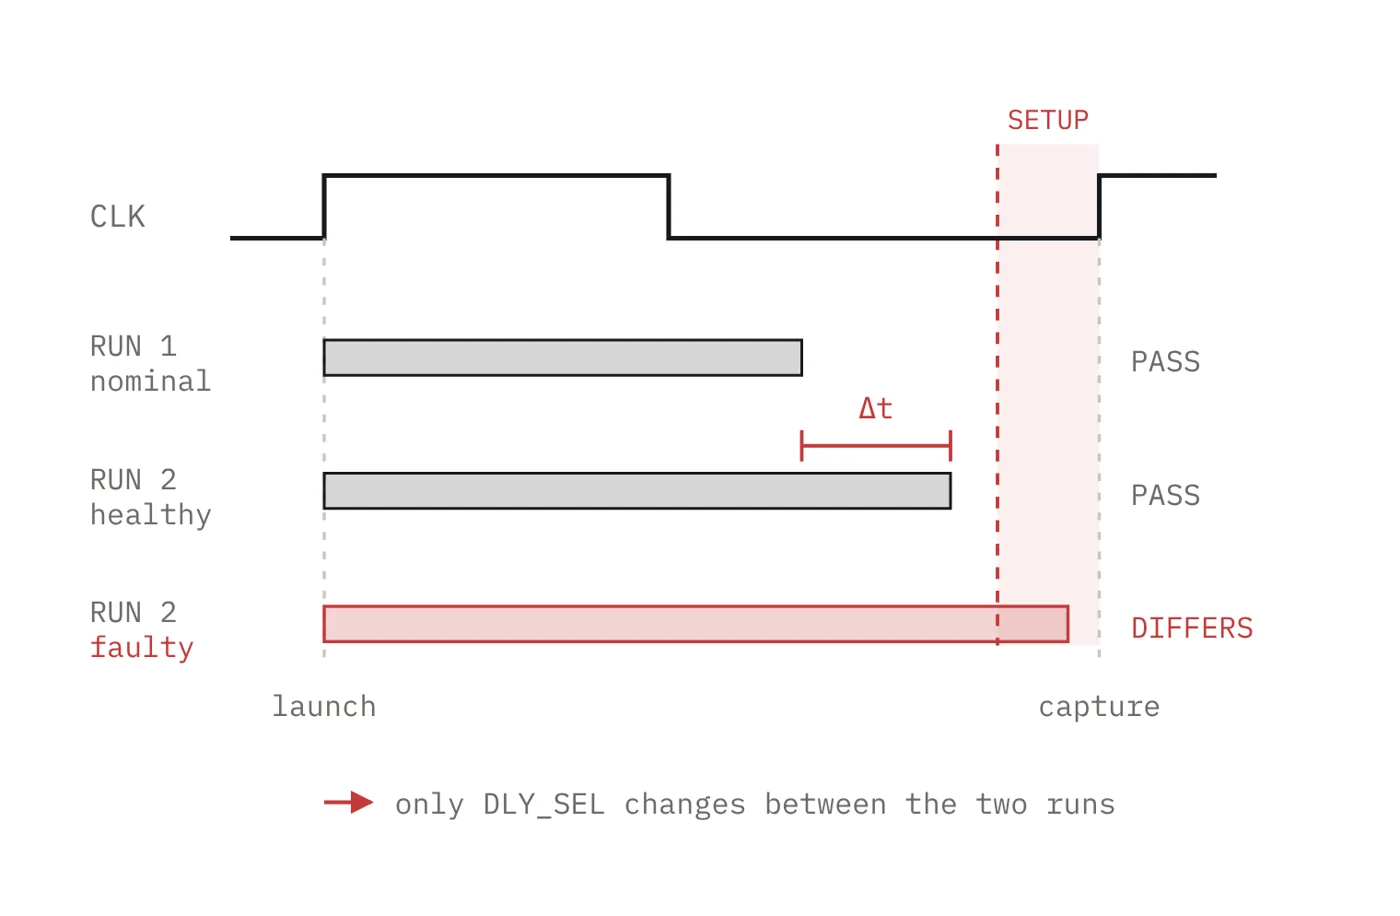 SETUP
CLK
RUN 1
nominal
PASS
Δt
RUN 2
healthy
PASS
RUN 2
faulty
DIFFERS
launch
capture
only DLY_SEL changes between the two runs